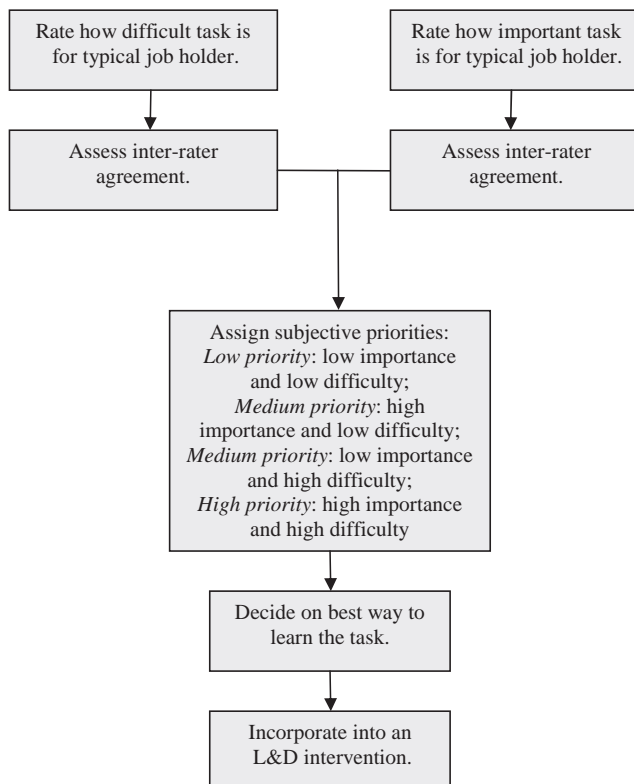 Rate how difficult task is
for typical job holder.
Rate how important task
is for typical job holder.
Assess inter-rater
agreement.
Assess inter-rater
agreement.
Assign subjective priorities:
Low priority: low importance
and low difficulty;
Medium priority: high
importance and low difficulty;
Medium priority: low importance
and high difficulty;
High priority: high importance
and high difficulty
Decide on best way to
learn the task.
Incorporate into an
L&D intervention.